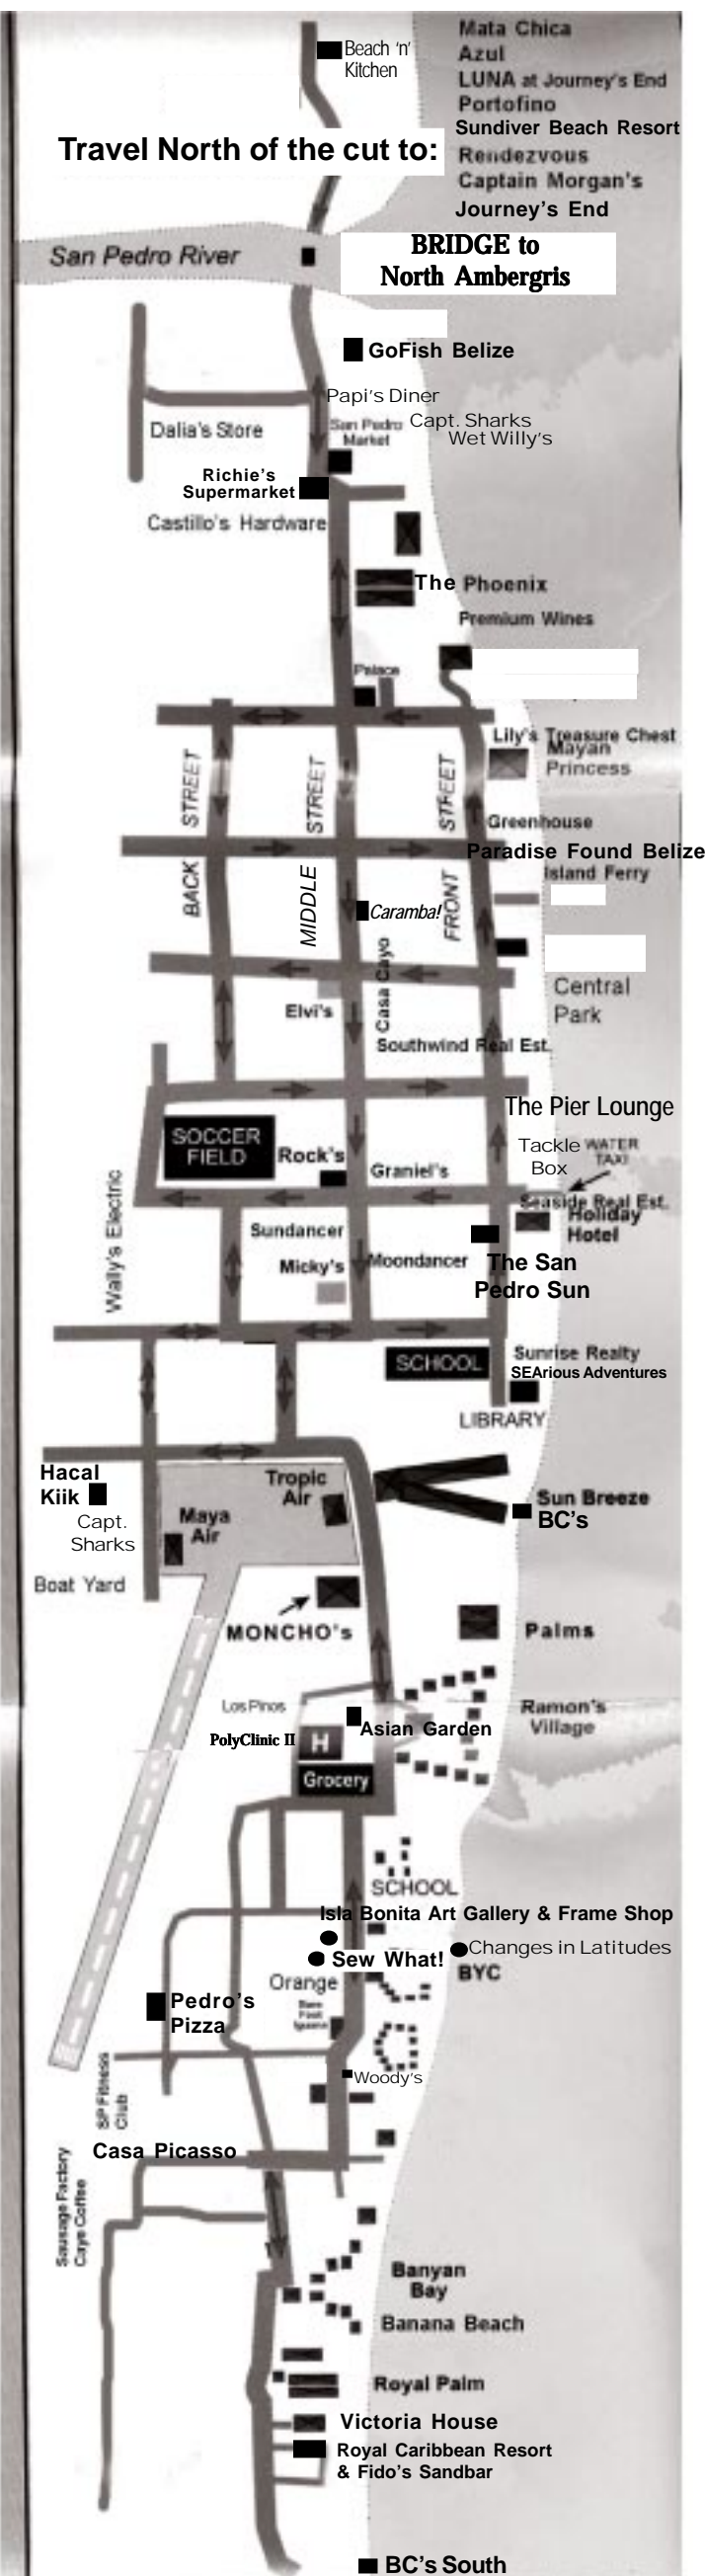 Beach 'n'
Kitchen
Mata Chica
Azul
LUNA at Journey's End
Portofino
Sundiver Beach Resort
Rendezvous
Captain Morgan's
Journey's End
Travel North of the cut to:
San Pedro River
BRIDGE to
North Ambergris
GoFish Belize
Papi's Diner
Dalia's Store
San Pedro
Market
Capt. Sharks
Wet Willy's
Richie's
Supermarket
Castillo's Hardware
The Phoenix
Premium Wines
Palace
Lily's Treasure Chest
Mayan
Princess
BACK STREET
MIDDLE STREET
FRONT STREET
Greenhouse
Paradise Found Belize
Island Ferry
Caramba!
Casa Cayo
Central
Park
Elvi's
Southwind Real Est.
The Pier Lounge
SOCCER
FIELD
Rock's
Graniel's
Tackle
Box
WATER
TAXI
Wally's Electric
Seaside Real Est.
Holiday
Hotel
Sundancer
Micky's
Moondancer
The San
Pedro Sun
SCHOOL
Sunrise Realty
SEArious Adventures
LIBRARY
Hacal
Kiik
Capt.
Sharks
Tropic
Air
Maya
Air
Sun Breeze
BC's
Boat Yard
MONCHO's
Palms
Los Pinos
Asian Garden
Ramon's
Village
PolyClinic II
H
Grocery
SCHOOL
Isla Bonita Art Gallery & Frame Shop
Sew What!
Changes in Latitudes
BYC
Orange
Pedro's
Pizza
Bare
Foot
Iguana
SP Fitness
Club
Woody's
Casa Picasso
Sausage Factory
Caye Coffee
Banyan
Bay
Banana Beach
Royal Palm
Victoria House
Royal Caribbean Resort
& Fido's Sandbar
BC's South